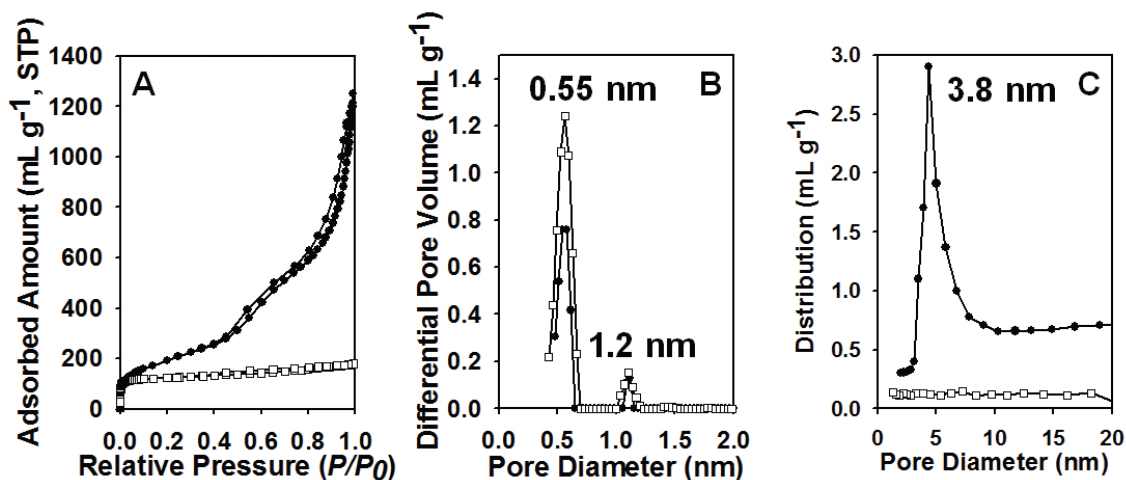 A
Adsorbed Amount (mL g-1, STP)
1400
1200
1000
800
600
400
200
0
0.0 0.2 0.4 0.6 0.8 1.0
Relative Pressure (P/P0)
B
0.55 nm
1.2 nm
Differential Pore Volume (mL g-1)
1.4
1.2
1.0
0.8
0.6
0.4
0.2
0.0
0.0 0.5 1.0 1.5 2.0
Pore Diameter (nm)
C
3.8 nm
Distribution (mL g-1)
3.0
2.5
2.0
1.5
1.0
0.5
0.0
0 5 10 15 20
Pore Diameter (nm)